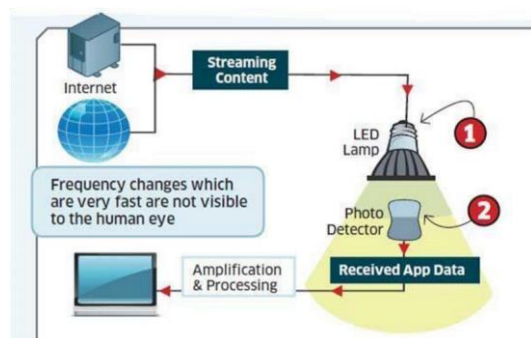 Internet
Streaming
Content
LED
Lamp
1
Frequency changes which
are very fast are not visible
to the human eye
Photo
Detector
2
Amplification
& Processing
Received App Data